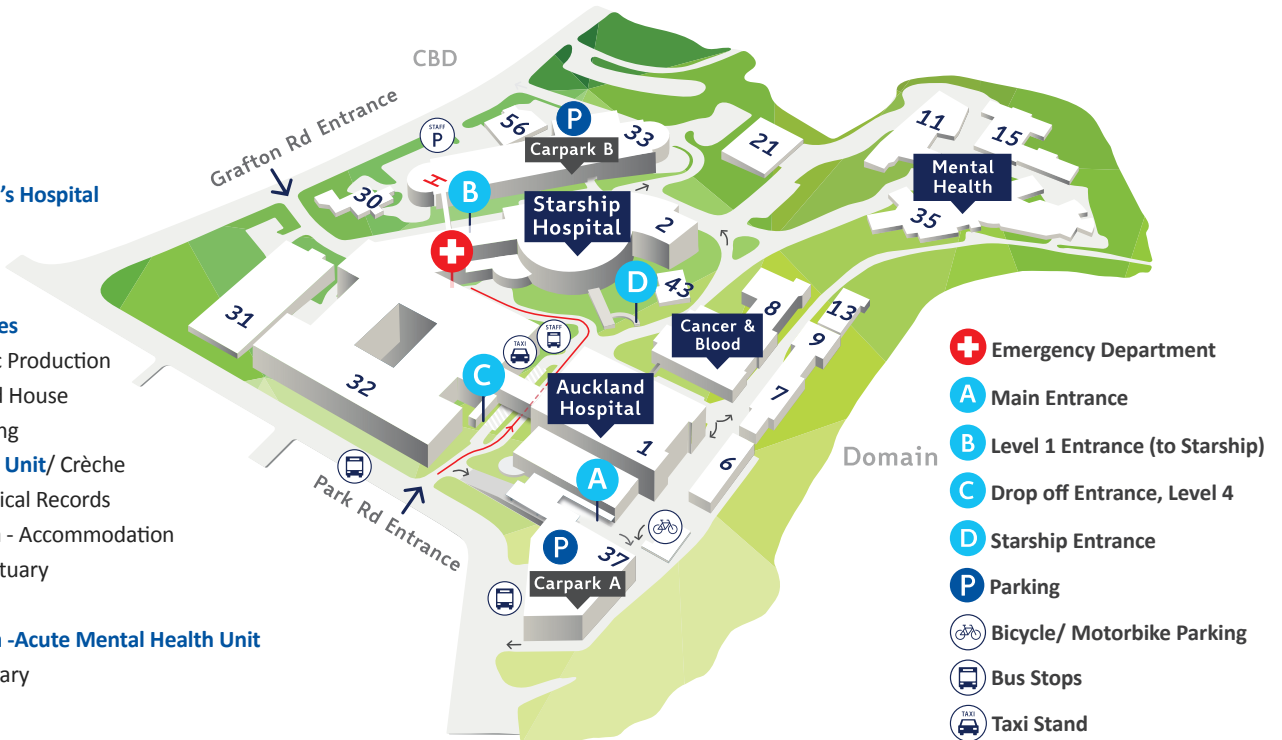 CBD
Grafton Rd Entrance
STAFF
P
56
P
33
Carpark B
21
11
15
Mental
Health
35
's Hospital
30
H
B
Starship
Hospital
2
D
43
31
32
es
c Production
d House
ng
Unit/ Crèche
ical Records
- Accommodation
tuary
-Acute Mental Health Unit
ary
TAXI
STAFF
C
Auckland
Hospital
1
Cancer &
Blood
8
13
9
7
6
Domain
A
Park Rd Entrance
P
37
Carpark A
Emergency Department
A Main Entrance
B Level 1 Entrance (to Starship)
C Drop off Entrance, Level 4
D Starship Entrance
P Parking
Bicycle/ Motorbike Parking
Bus Stops
TAXI
Taxi Stand